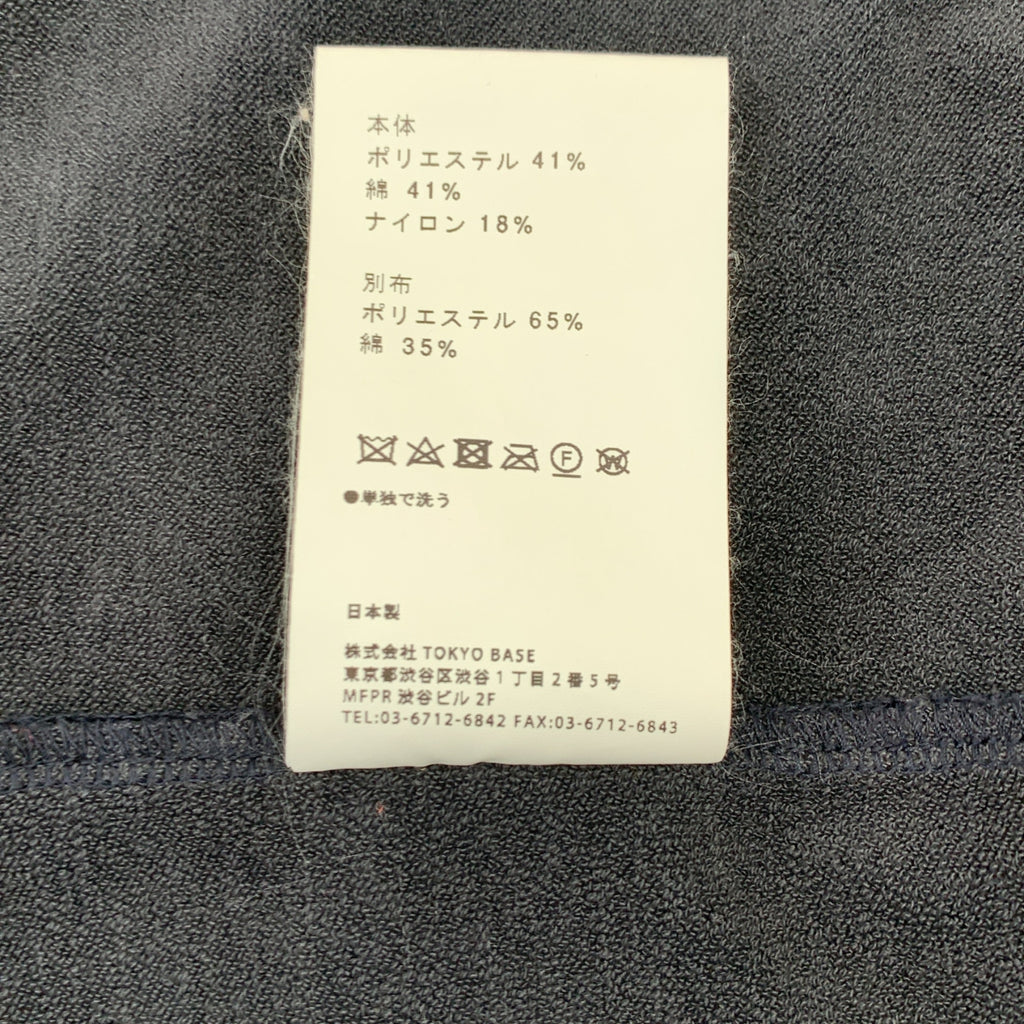 本体
ポリエステル 41%
綿 41%
ナイロン 18%
別布
ポリエステル 65%
綿 35%
F W
●単独で洗う
日本製
株式会社 TOKYO BASE
東京都渋谷区渋谷1丁目2番5号
MFPR 渋谷ビル 2F
TEL:03-6712-6842 FAX:03-6712-6843